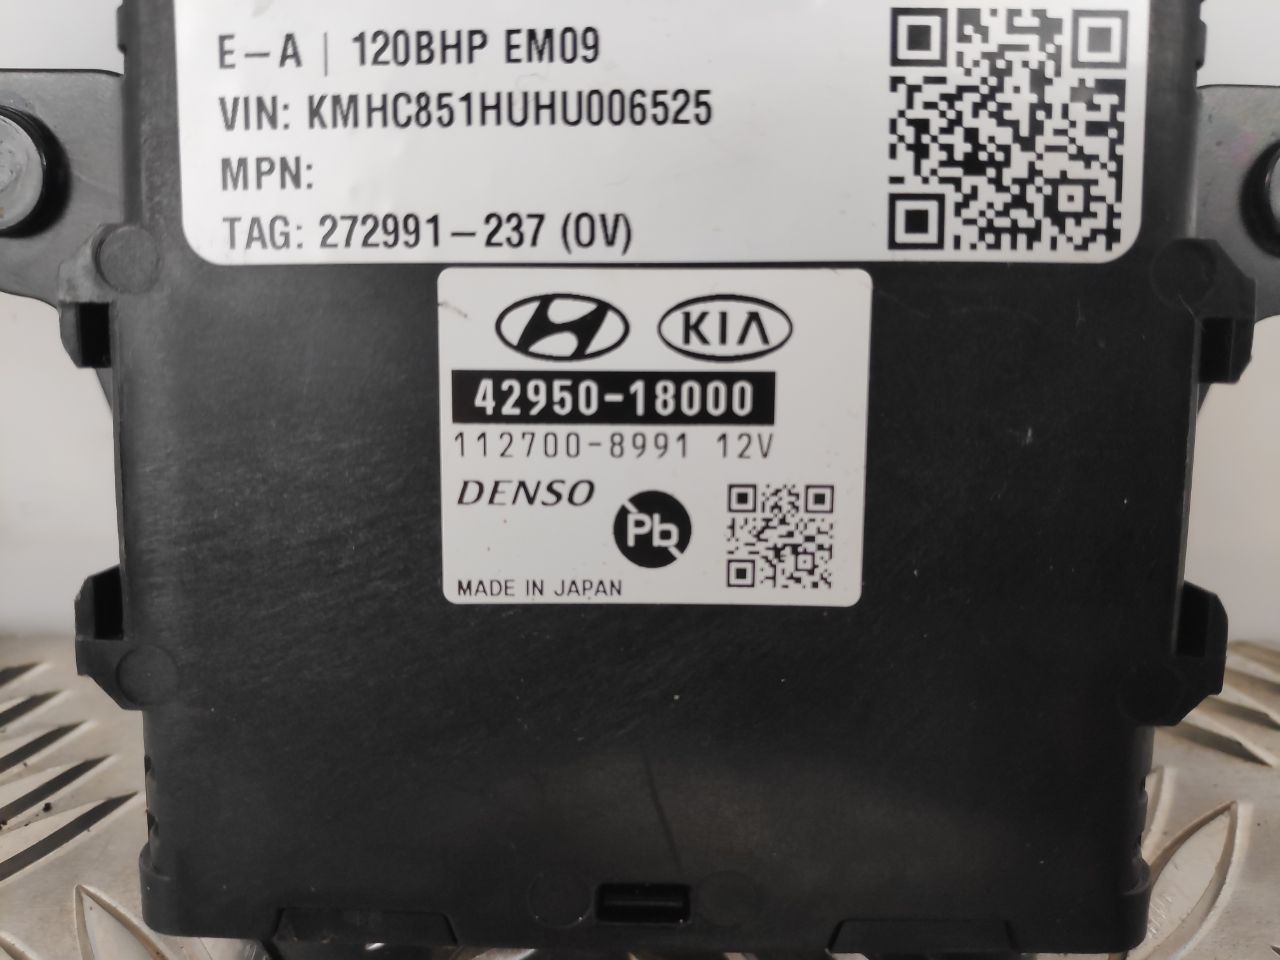 E-A | 120BHP EM09
VIN: KMHC851HUHU006525
MPN:
TAG: 272991-237 (OV)
KIA
42950-18000
112700-8991 12V
DENSO
Pb
MADE IN JAPAN